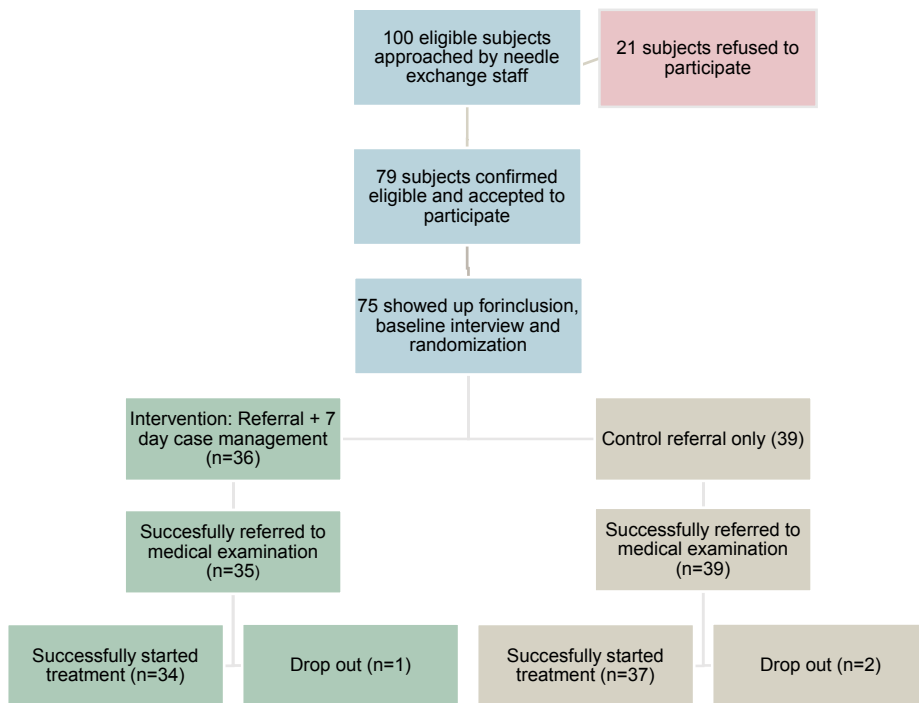 100 eligible subjects
approached by needle
exchange staff
21 subjects refused to
participate
79 subjects confirmed
eligible and accepted to
participate
75 showed up forinclusion,
baseline interview and
randomization
Intervention: Referral + 7
day case management
(n=36)
Control referral only (39)
Succesfully referred to
medical examination
(n=35)
Successfully referred to
medical examination
(n=39)
Successfully started
treatment (n=34)
Drop out (n=1)
Succesfully started
treatment (n=37)
Drop out (n=2)